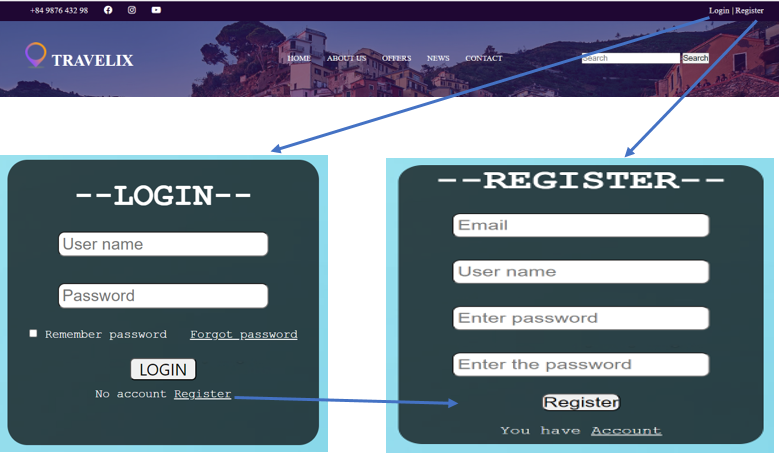 +84 9876 432 98
Login | Register
TRAVELIX
HOME ABOUT US OFFERS NEWS CONTACT
Search
Search
--LOGIN--
User name
Password
Remember password Forgot password
LOGIN
No account Register
--REGISTER--
Email
User name
Enter password
Enter the password
Register
You have Account